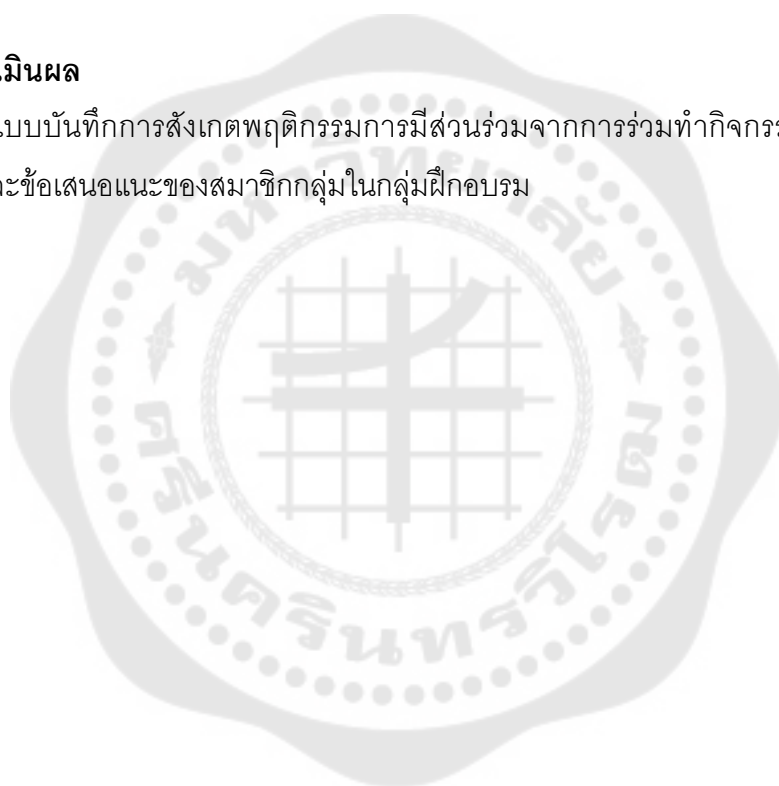 เมินผล
แบบบันทึกการสังเกตพฤติกรรมการมีส่วนร่วมจากการร่วมทำกิจกรร
ละข้อเสนอแนะของสมาชิกกลุ่มในกลุ่มฝึกอบรม
มหาวิทยาลัย
ศรีนครินทรวิโรฒ